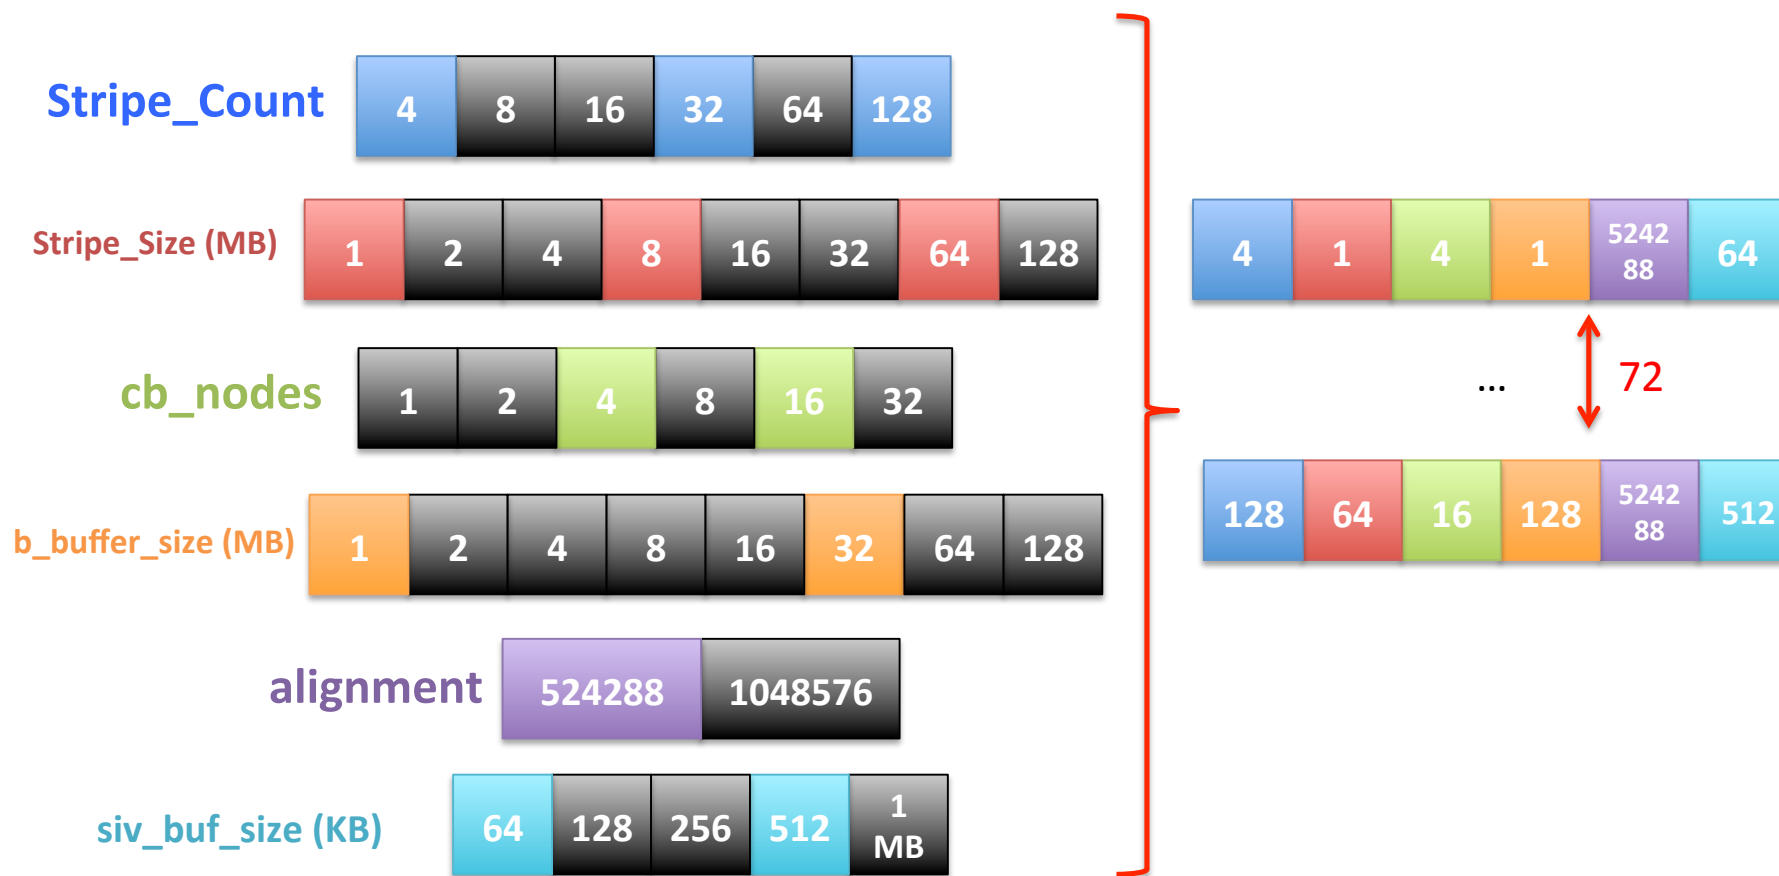 Stripe_Count 4 8 16 32 64 128
Stripe_Size (MB) 1 2 4 8 16 32 64 128
cb_nodes 1 2 4 8 16 32
b_buffer_size (MB) 1 2 4 8 16 32 64 128
alignment 524288 1048576
siv_buf_size (KB) 64 128 256 512 1
MB
4 1 4 1 5242
88 64
... 72
128 64 16 128 5242
88 512